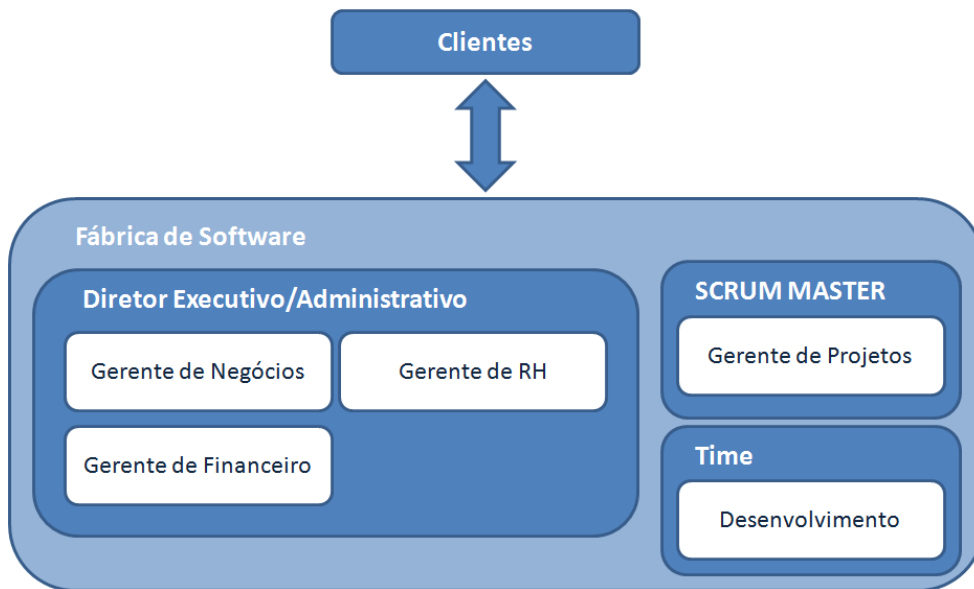 Clientes
Fábrica de Software
Diretor Executivo/Administrativo
Gerente de Negócios
Gerente de RH
Gerente de Financeiro
SCRUM MASTER
Gerente de Projetos
Time
Desenvolvimento